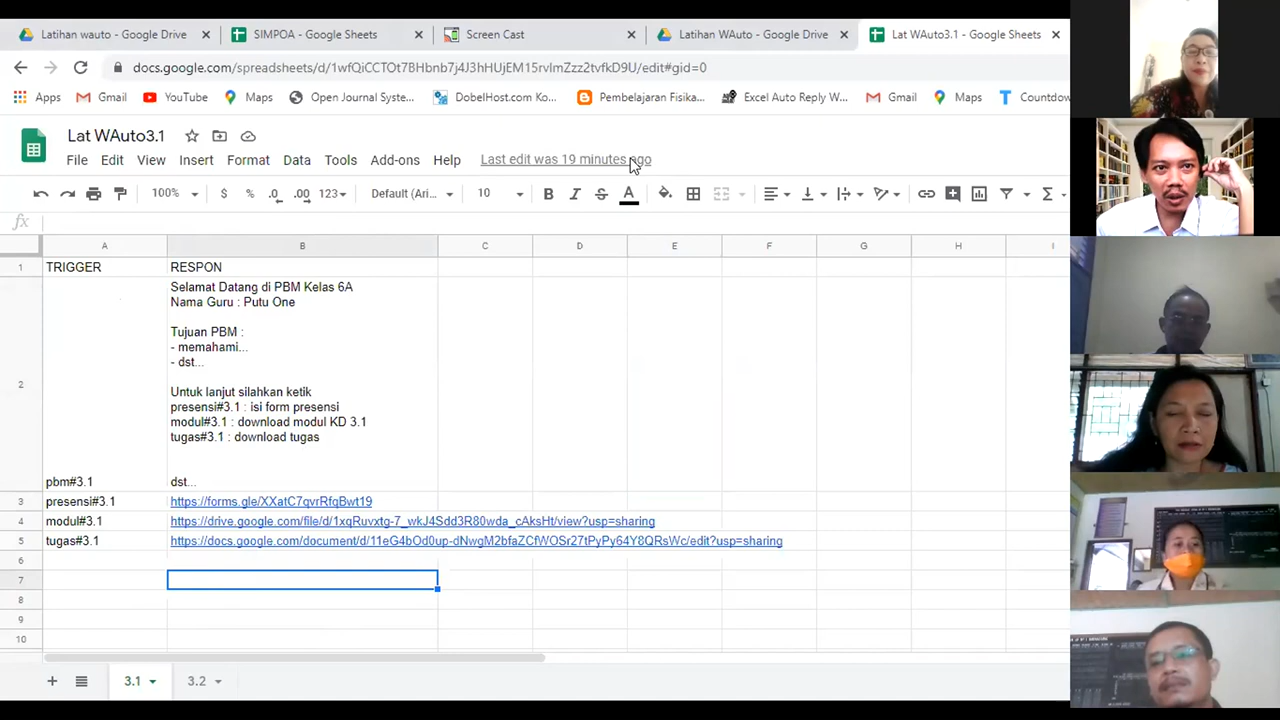 Latihan wauto - Google Drive
SIMPOA - Google Sheets
Screen Cast
Latihan WAuto - Google Drive
Lat WAuto3.1 - Google Sheets
docs.google.com/spreadsheets/d/
/edit#gid=0
Apps
Gmail
YouTube
Maps
Open Journal Syste...
DobelHost.com Ko...
Pembelajaran Fisika...
Excel Auto Reply W...
Gmail
Maps
Countdow
Lat WAuto3.1
File Edit View Insert Format Data Tools Add-ons Help Last edit was 19 minutes ago
100% $ % .0 .00 123 Default (Ari... 10 B I S A
fx
A B C D E F G H I
1 TRIGGER RESPON
Selamat Datang di PBM Kelas 6A
Nama Guru : Putu One
Tujuan PBM :
- memahami...
- dst...
2
Untuk lanjut silahkan ketik
presensi#3.1 : isi form presensi
modul#3.1 : download modul KD 3.1
tugas#3.1 : download tugas
pbm#3.1 dst...
3 presensi#3.1 https://forms.gle/XXatC7qvrRfqBwt19
4 modul#3.1 https://drive.google.com/file/d/1xqRuvxtg-7_wkJ4Sdd3R80wda_cAksHt/view?usp=sharing
5 tugas#3.1 https://docs.google.com/document/d/11eG4bOd0up-dNwgM2baZCfWOSr27tPyPy64Y8QRsWc/edit?usp=sharing
6
7
8
9
10
3.1 3.2